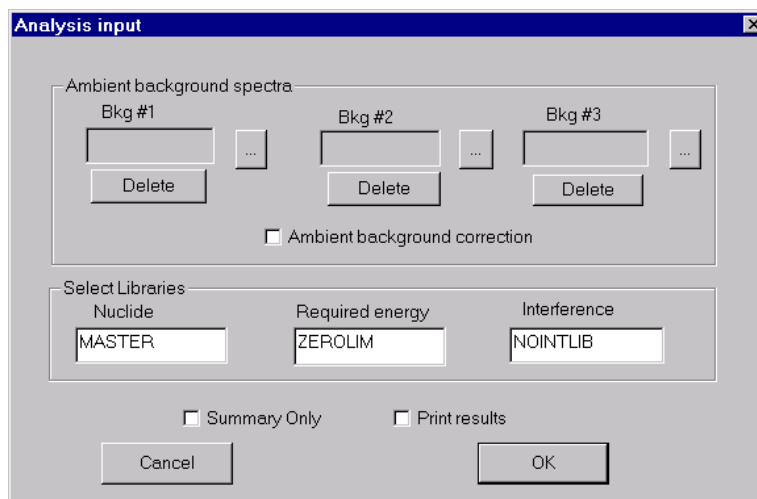 Analysis input
Ambient background spectra
Bkg #1 Bkg #2 Bkg #3
... ... ...
Delete Delete Delete
Ambient background correction
Select Libraries
Nuclide Required energy Interference
MASTER ZEROLIM NOINTLIB
Summary Only Print results
Cancel OK